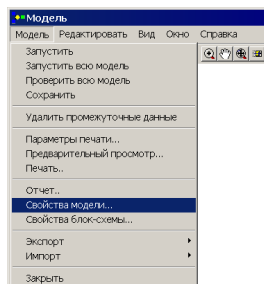 Модель
Модель Редактировать Вид Окно Справка
Запустить
Запустить всю модель
Проверить всю модель
Сохранить
Удалить промежуточные данные
Параметры печати...
Предварительный просмотр...
Печать..
Отчет..
Свойства модели...
Свойства блок-схемы...
Экспорт
Импорт
Закрыть